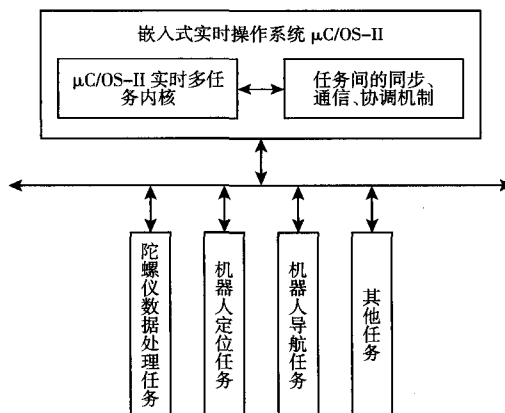 嵌入式实时操作系统 μC/OS-II
μC/OS-II 实时多任
务内核
任务间的同步、
通信、协调机制
陀螺仪数据处理任务
机器人定位任务
机器人导航任务
其他任务